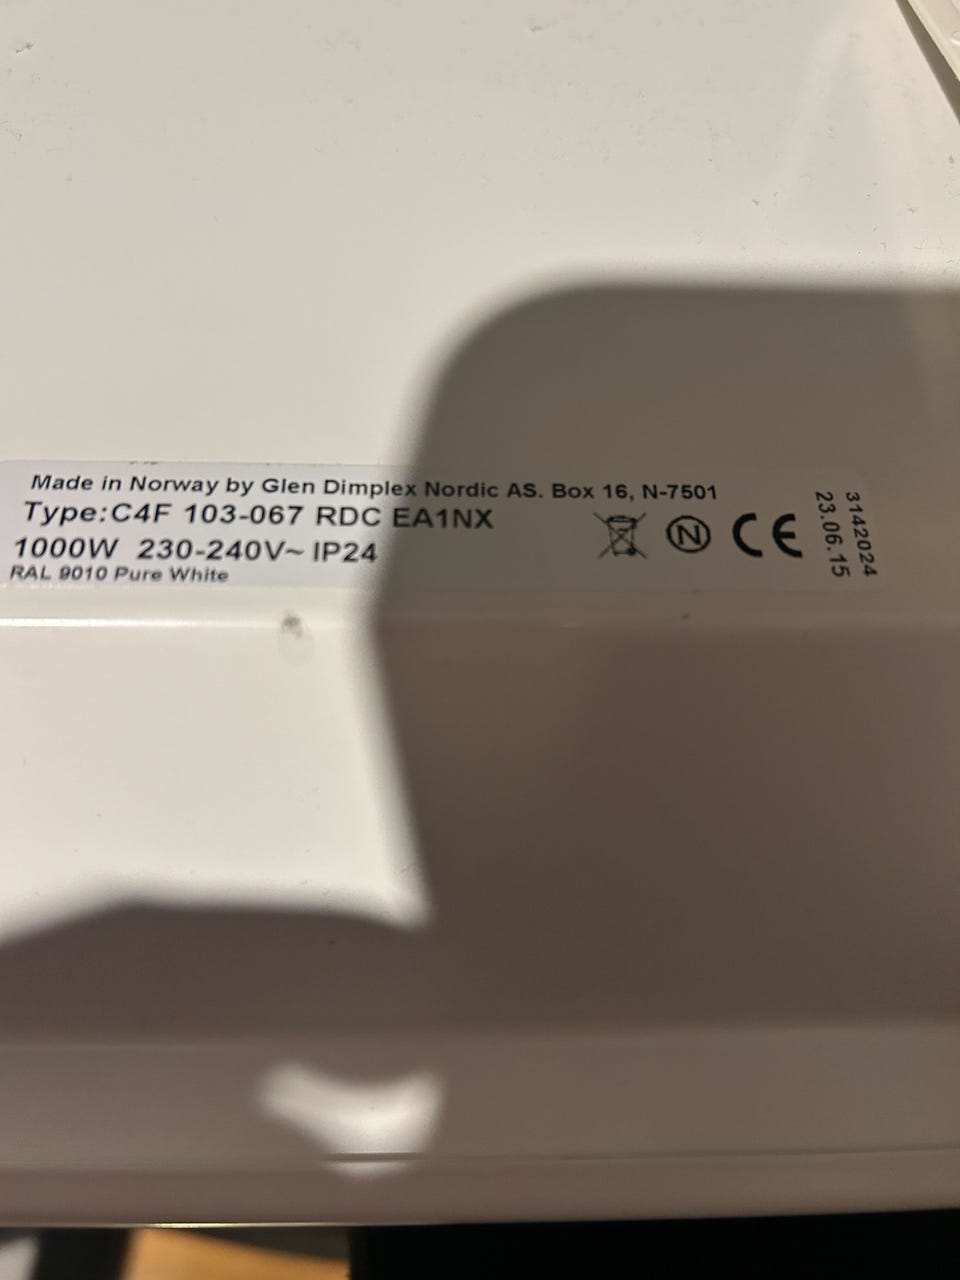 Made in Norway by Glen Dimplex Nordic AS. Box 16, N-7501
Type:C4F 103-067 RDC EA1NX
1000W 230-240V~ IP24
RAL 9010 Pure White
N
CE
3142024
23.06.15